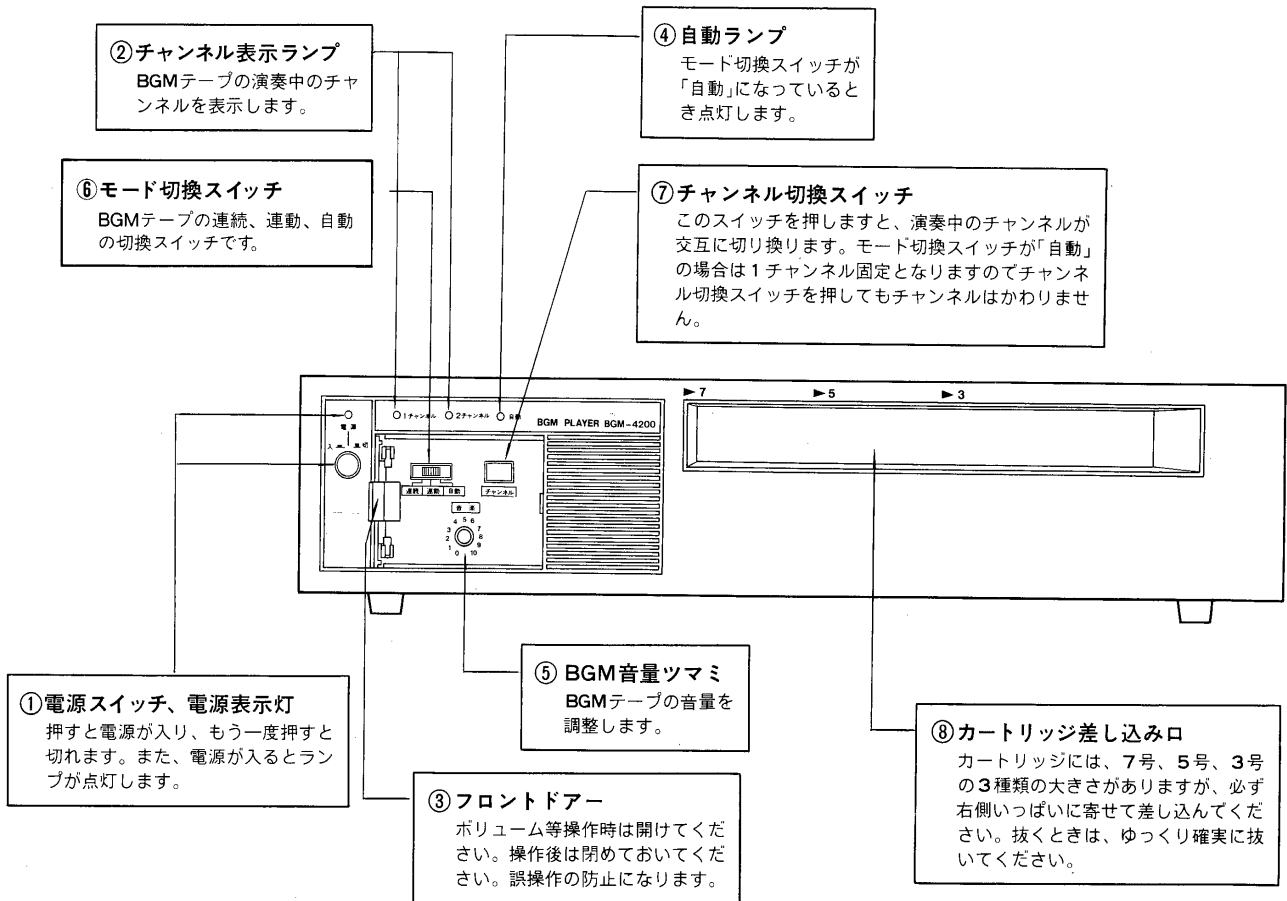 ②チャンネル表示ランプ
BGMテープの演奏中のチャ
ンネルを表示します。
④自動ランプ
モード切換スイッチが
「自動」になっていると
き点灯します。
⑥モード切換スイッチ
BGMテープの連続、連動、自動
の切換スイッチです。
⑦チャンネル切換スイッチ
このスイッチを押しますと、演奏中のチャンネルが
交互に切り換ります。モード切換スイッチが「自動」
の場合は1チャンネル固定となりますのでチャンネ
ル切換スイッチを押してもチャンネルはかわりませ
ん。
電源
入 切
1チャンネル 2チャンネル 自動
BGM PLAYER BGM-4200
連続 連動 自動
チャンネル
音楽
0 1 2 3 4 5 6 7 8 9 10
►7 ►5 ►3
①電源スイッチ、電源表示灯
押すと電源が入り、もう一度押すと
切れます。また、電源が入るとラン
プが点灯します。
⑤BGM音量ツマミ
BGMテープの音量を
調整します。
③フロントドアー
ボリューム等操作時は開けてくだ
さい。操作後は閉めておいてくだ
さい。誤操作の防止になります。
⑧カートリッジ差し込み口
カートリッジには、7号、5号、3号
の3種類の大きさがありますが、必ず
右側いっぱいに寄せて差し込んでくだ
さい。抜くときは、ゆっくり確実に抜
いてください。